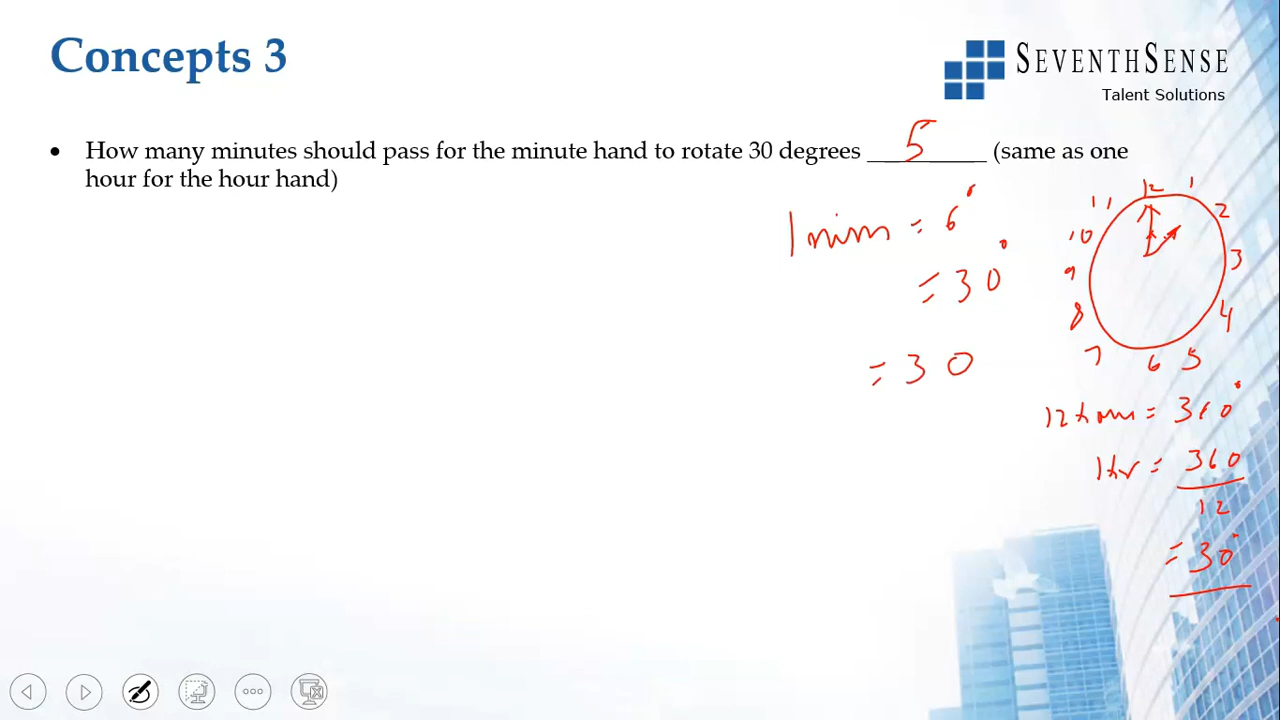 Concepts 3
SEVENTHSENSE
Talent Solutions
• How many minutes should pass for the minute hand to rotate 30 degrees 5 (same as one
hour for the hour hand)
1 min = 6°
= 30°
= 30
12
1
2
3
4
5
6
7
8
9
10
11
12 hours = 360°
1 hr = 360
12
= 30°